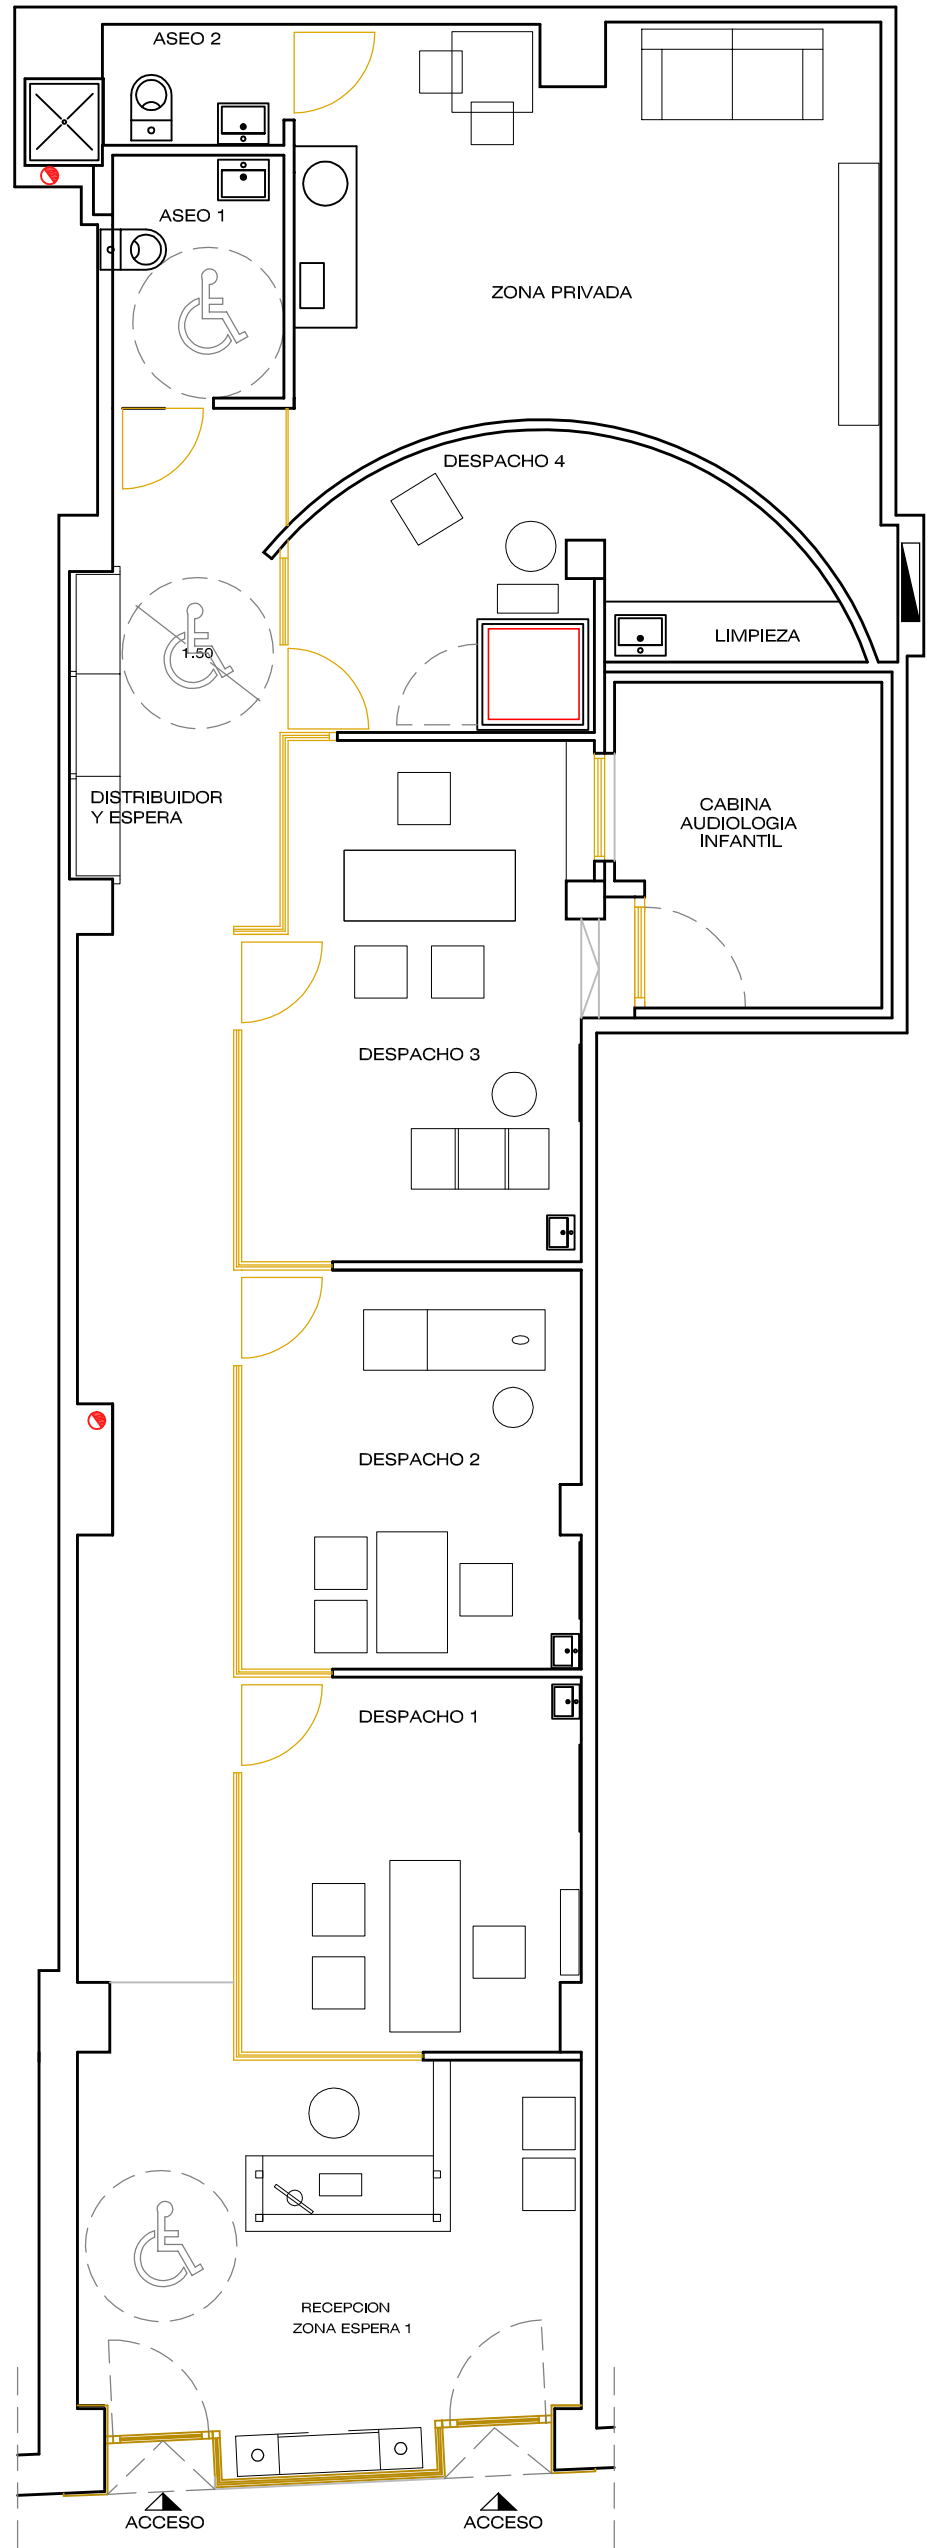 ASEO 2
ASEO 1
ZONA PRIVADA
DESPACHO 4
LIMPIEZA
1.50
DISTRIBUIDOR
Y ESPERA
CABINA
AUDIOLOGIA
INFANTIL
DESPACHO 3
DESPACHO 2
DESPACHO 1
RECEPCION
ZONA ESPERA 1
ACCESO
ACCESO